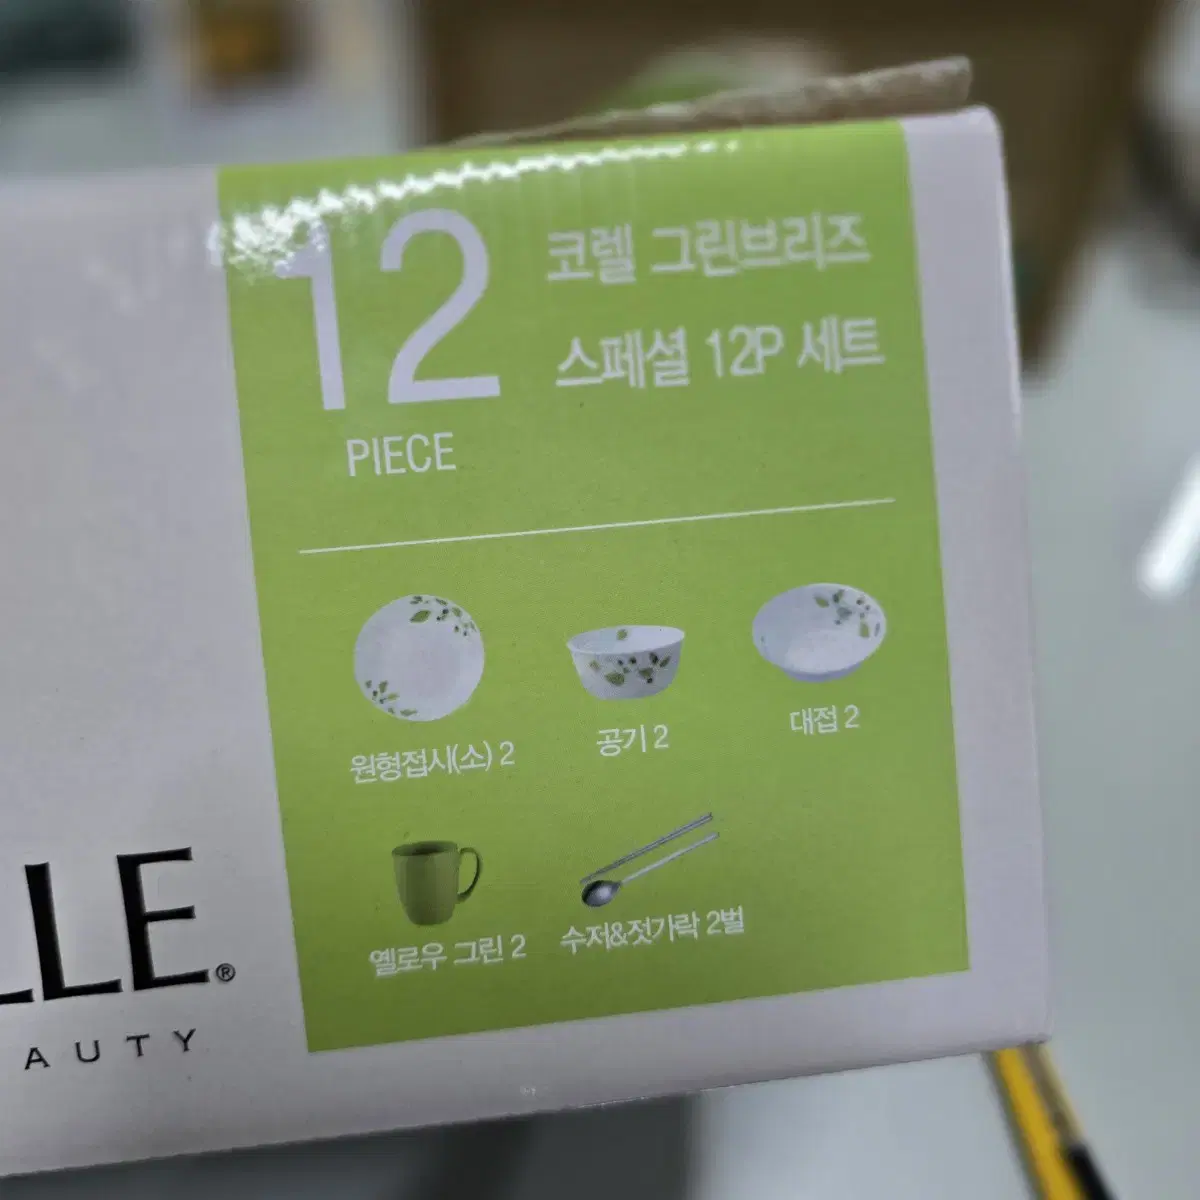 12
PIECE
코렐 그린브리즈
스페셜 12P 세트
원형접시(소) 2
공기 2
대접 2
옐로우 그린 2
수저&젓가락 2벌
LLE®
AUTY